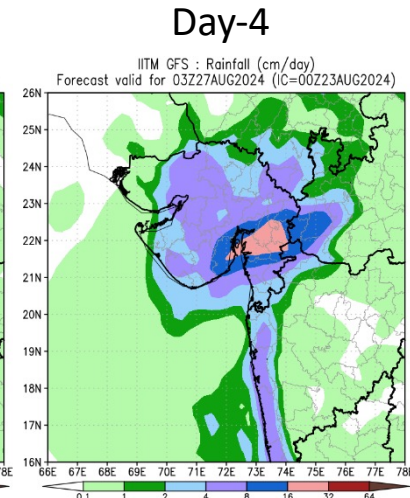 Day-4
IITM GFS : Rainfall (cm/day)
Forecast valid for 03Z27AUG2024 (IC=00Z23AUG2024)
26N
25N
24N
23N
22N
21N
20N
19N
18N
17N
16N
78E 66E 67E 68E 69E 70E 71E 72E 73E 74E 75E 76E 77E 78E
0.1 1 2 4 8 16 32 64